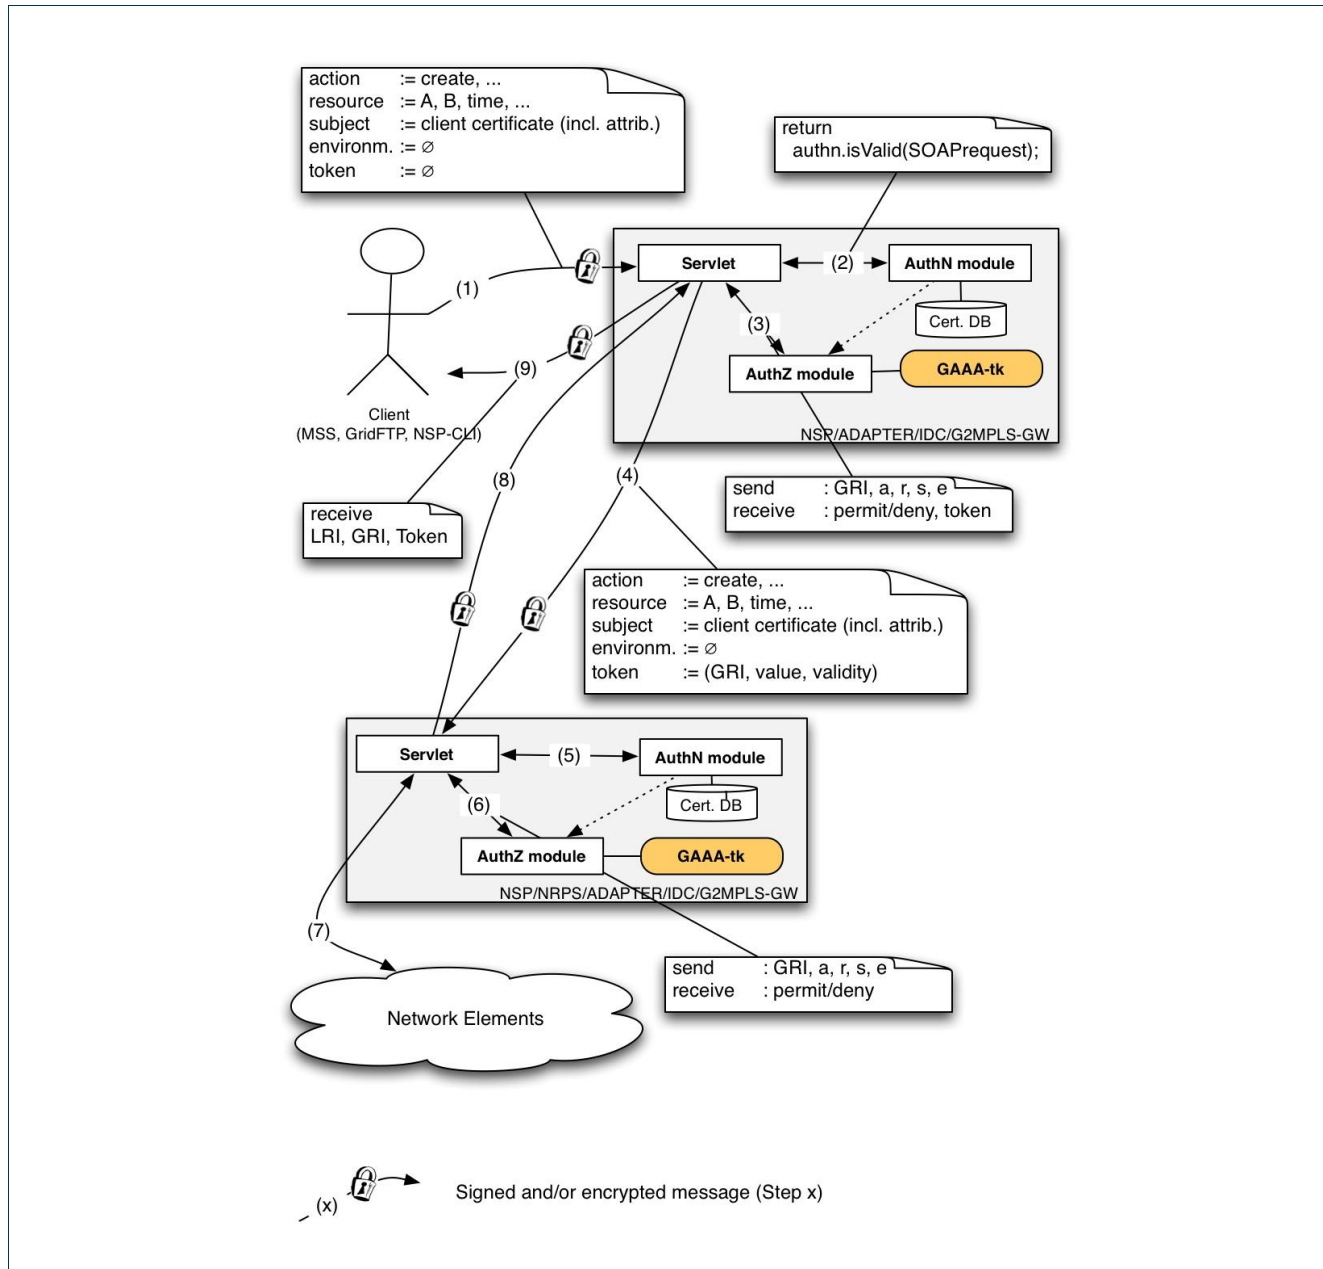 action := create, ...
resource := A, B, time, ...
subject := client certificate (incl. attrib.)
environm. := ∅
token := ∅
return
authn.isValid(SOAPrequest);
Servlet
(2)
AuthN module
(1)
Cert. DB
(3)
(9)
AuthZ module
GAAA-tk
Client
(MSS, GridFTP, NSP-CLI)
NSP/ADAPTER/IDC/G2MPLS-GW
(8)
(4)
send : GRI, a, r, s, e
receive : permit/deny, token
receive
LRI, GRI, Token
action := create, ...
resource := A, B, time, ...
subject := client certificate (incl. attrib.)
environm. := ∅
token := (GRI, value, validity)
Servlet
(5)
AuthN module
(6)
Cert. DB
AuthZ module
GAAA-tk
NSP/NRPS/ADAPTER/IDC/G2MPLS-GW
(7)
send : GRI, a, r, s, e
receive : permit/deny
Network Elements
(x)
Signed and/or encrypted message (Step x)